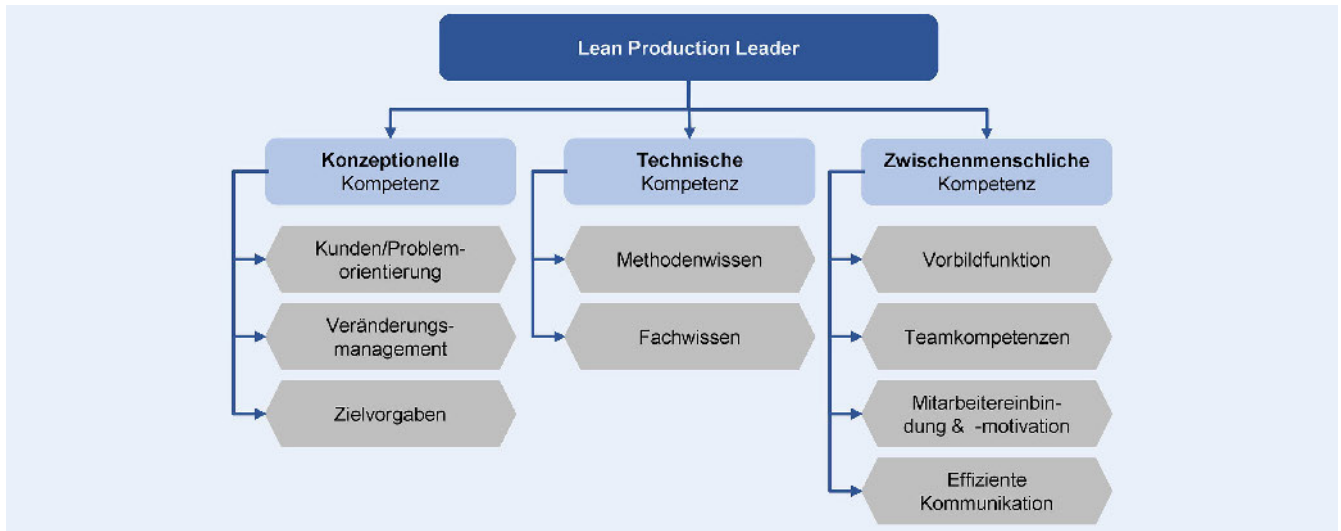 Lean Production Leader
Konzeptionelle
Kompetenz
Kunden/Problem-
orientierung
Veränderungs-
management
Zielvorgaben
Technische
Kompetenz
Methodenwissen
Fachwissen
Zwischenmenschliche
Kompetenz
Vorbildfunktion
Teamkompetenzen
Mitarbeitereinbin-
dung & -motivation
Effiziente
Kommunikation